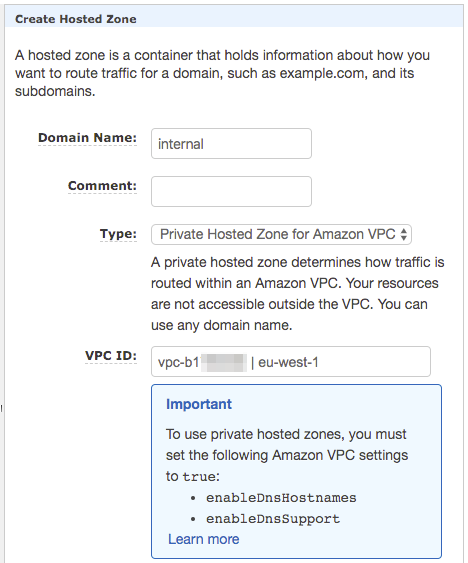 Create Hosted Zone
A hosted zone is a container that holds information about how you
want to route traffic for a domain, such as example.com, and its
subdomains.
Domain Name: internal
Comment:
Type: Private Hosted Zone for Amazon VPC
A private hosted zone determines how traffic is
routed within an Amazon VPC. Your resources
are not accessible outside the VPC. You can
use any domain name.
VPC ID: vpc-b1 | eu-west-1
Important
To use private hosted zones, you must
set the following Amazon VPC settings
to true:
• enableDnsHostnames
• enableDnsSupport
Learn more